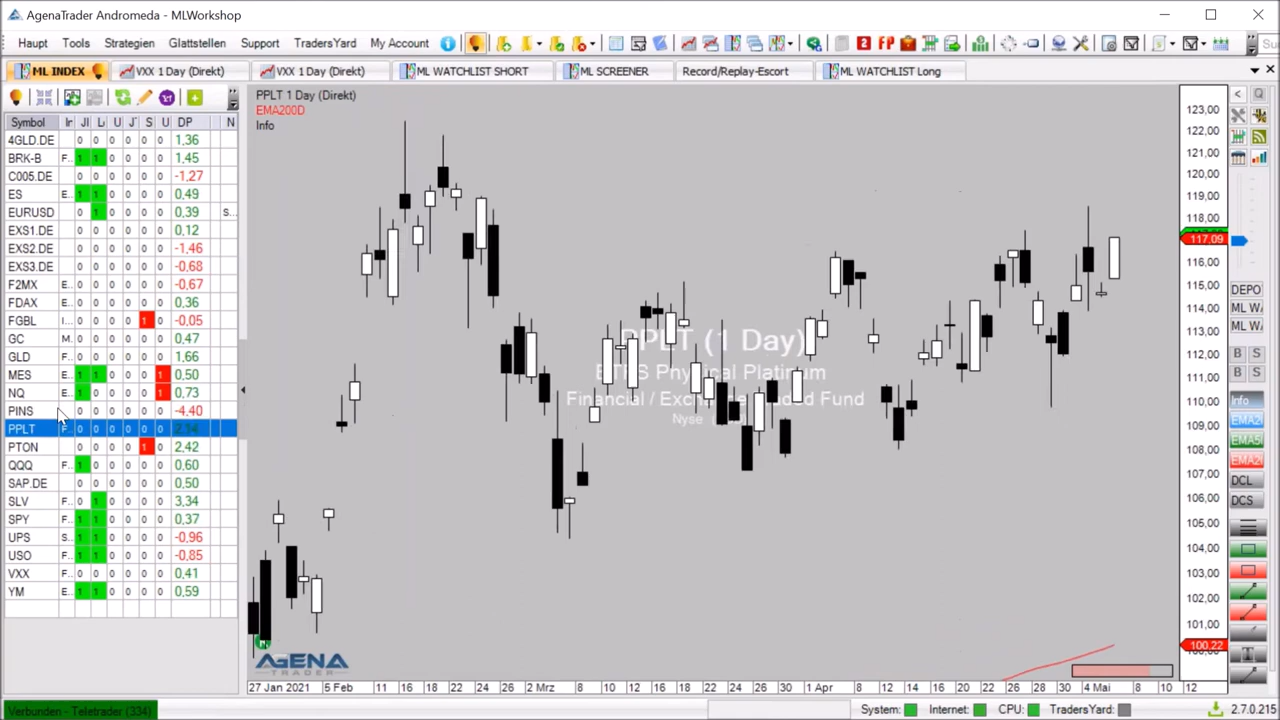 AgenaTrader Andromeda - MLWorkshop
Haupt Tools Strategien Glattstellen Support TradersYard My Account
ML INDEX VXX 1 Day (Direkt) VXX 1 Day (Direkt) ML WATCHLIST SHORT ML SCREENER Record/Replay-Escort ML WATCHLIST Long
Symbol Ir JI L U J S U DP N
4GLD.DE 0 0 0 0 0 0 1,36
BRK-B F.. 1 1 0 0 0 0 1,45
C005.DE 0 0 0 0 0 0 -1,27
ES E.. 1 1 0 0 0 0 0,49
EURUSD 0 1 0 0 0 0 0,39 S...
EXS1.DE 0 0 0 0 0 0 0,12
EXS2.DE 0 0 0 0 0 0 -1,46
EXS3.DE 0 0 0 0 0 0 -0,68
F2MX E.. 0 0 0 0 0 0 -0,67
FDAX E.. 0 0 0 0 0 0 0,36
FGBL I... 0 0 0 0 1 0 -0,05
GC M.. 0 0 0 0 0 0 0,47
GLD F.. 0 0 0 0 0 0 1,66
MES E.. 1 1 0 0 0 1 0,50
NQ E.. 1 0 0 0 0 1 0,73
PINS 0 0 0 0 0 0 -4,40
PPLT F.. 0 0 0 0 0 0 2,14
PTON 0 0 0 0 1 0 2,42
QQQ F.. 1 0 0 0 0 0 0,60
SAP.DE 0 0 0 0 0 0 0,50
SLV F.. 0 1 0 0 0 0 3,34
SPY F.. 1 1 0 0 0 0 0,37
UPS S.. 1 1 0 0 0 0 -0,96
USO F.. 1 1 0 0 0 0 -0,85
VXX F.. 0 0 0 0 0 0 0,41
YM E.. 1 1 0 0 0 0 0,59
PPLT 1 Day (Direkt)
EMA200D
Info
PPLT (1 Day)
ETFS Physical Platinum
Financial / Exchange Traded Fund
Nyse
AGENA
TRADER
123,00
122,00
121,00
120,00
119,00
118,00
117,09
116,00
115,00
114,00
113,00
112,00
111,00
110,00
109,00
108,00
107,00
106,00
105,00
104,00
103,00
102,00
101,00
100,22
DEPO
ML W
ML W
B S
B S
Info
EMA2
EMA5
EMA2
DCL
DCS
27 Jan 2021 5 Feb 11 16 18 22 24 26 2 Mrz 8 10 12 16 18 22 24 26 30 1 Apr 8 12 14 16 20 22 26 28 30 4 Mai 8 10 12
Verbunden - Teletrader (334) System: Internet: CPU: TradersYard: 2.7.0.215